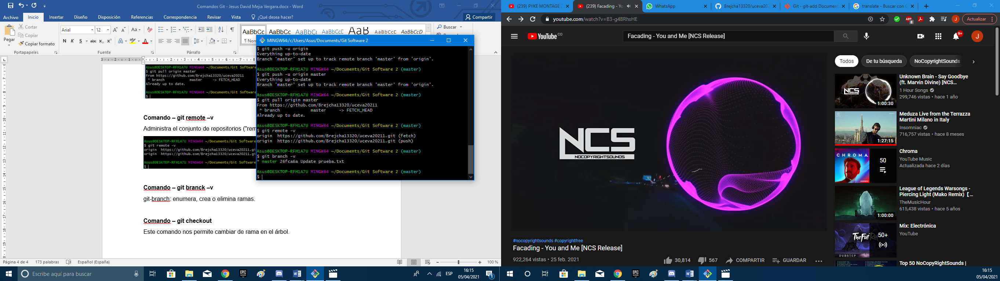 Comandos Git - Jesus David Mejia Vergara.docx - Word
Archivo Inicio Insertar Diseño Disposición Referencias Correspondencia Revisar Vista ¿Qué desea hacer? Compartir
Pegar
Cortar
Copiar
Copiar formato
Portapapeles
Arial 12
N K S abc x₂ x²
Fuente
Párrafo
AaBbCc AaBbCc AaBbCc AaBbCcC AaB AaBbCcD AaBbCcD
¶ Norr
Buscar
Asus@DESKTOP-RFH1A7U MINGW64 ~/Documents/Git Software
$ git pull origin master
From https://github.com/Brejcha13320/uceva20211
* branch master -> FETCH_HEAD
Already up to date.
Asus@DESKTOP-RFH1A7U MINGW64 ~/Documents/Git Software
$
Comando – git remote –v
Administra el conjunto de repositorios ("rem
Asus@DESKTOP-RFH1A7U MINGW64 ~/Documents/Git Software
$ git remote -v
origin https://github.com/Brejcha13320/uceva20211.gi
origin https://github.com/Brejcha13320/uceva20211.gi
Asus@DESKTOP-RFH1A7U MINGW64 ~/Documents/Git Software
$
Comando – git branck –v
git-branch: enumera, crea o elimina ramas.
Comando – git checkout
Este comando nos permite cambiar de rama en el árbol.
Página 4 de 4 173 palabras Español (España) 100 %
MINGW64:/c/Users/Asus/Documents/Git Software 2
$ git push -u origin
Everything up-to-date
Branch 'master' set up to track remote branch 'master' from 'origin'.
Asus@DESKTOP-RFH1A7U MINGW64 ~/Documents/Git Software 2 (master)
$ git push -u origin master
Everything up-to-date
Branch 'master' set up to track remote branch 'master' from 'origin'.
Asus@DESKTOP-RFH1A7U MINGW64 ~/Documents/Git Software 2 (master)
$ git pull origin master
From https://github.com/Brejcha13320/uceva20211
* branch master -> FETCH_HEAD
Already up to date.
Asus@DESKTOP-RFH1A7U MINGW64 ~/Documents/Git Software 2 (master)
$ git remote -v
origin https://github.com/Brejcha13320/uceva20211.git (fetch)
origin https://github.com/Brejcha13320/uceva20211.git (push)
Asus@DESKTOP-RFH1A7U MINGW64 ~/Documents/Git Software 2 (master)
$ git branch -v
* master 26fca6a Update prueba.txt
Asus@DESKTOP-RFH1A7U MINGW64 ~/Documents/Git Software 2 (master)
$
Escribe aquí para buscar
ESP
16:15
05/04/2021
(239) PYKE MONTAGE (239) Facading - Yo WhatsApp Brejcha13320/uceva202 Git - git-add Document translate - Buscar con
youtube.com/watch?v=B3-g4BRhsHE
ABP 8 J Actualizar
YouTube CO
Facading - You and Me [NCS Release]
9+ J
NCS
NOCOPYRIGHTSOUNDS
#nocopyrightsounds #copyrightfree
Facading - You and Me [NCS Release]
922,264 vistas • 25 feb. 2021
30,814 567 COMPARTIR GUARDAR
Todos De tu búsqueda NoCopyrightSounds
NCS
1:00:30
Unknown Brain - Say Goodbye
(ft. Marvin Divine) [NCS...
1 Hour Songs
299,746 vistas • hace 1 año
1:27:15
Meduza Live from the Terrazza
Martini Milano in Italy
Insomniac
716,757 vistas • hace 8 meses
CHROMA
50
Chroma
YouTube Music
Actualizada hace 2 días
1:00:00
League of Legends Warsongs -
Piercing Light (Mako Remix) 【...
TheMusicHour
615,438 vistas • hace 5 años
TheFatRat
DUBSTEP
50+
Mix: Electrónica
YouTube
Top 50 NoCopyrightSounds |
16:15
05/04/2021